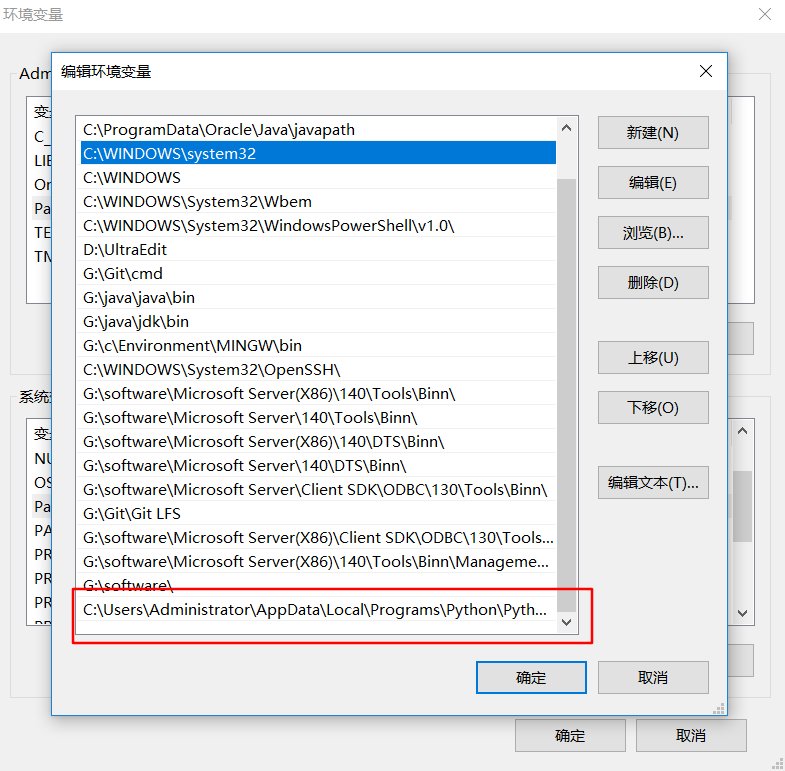 环境变量
Adm
编辑环境变量
变
C:\ProgramData\Oracle\Java\javapath
新建(N)
C_
C:\WINDOWS\system32
LIE
C:\WINDOWS
编辑(E)
Or
C:\WINDOWS\System32\Wbem
Pa
C:\WINDOWS\System32\WindowsPowerShell\v1.0\
浏览(B)...
TE
D:\UltraEdit
TN
G:\Git\cmd
删除(D)
G:\java\java\bin
G:\java\jdk\bin
G:\c\Environment\MINGW\bin
上移(U)
C:\WINDOWS\System32\OpenSSH\
系统
G:\software\Microsoft Server(X86)\140\Tools\Binn\
下移(O)
G:\software\Microsoft Server\140\Tools\Binn\
变
G:\software\Microsoft Server(X86)\140\DTS\Binn\
NU
G:\software\Microsoft Server\140\DTS\Binn\
OS
G:\software\Microsoft Server\Client SDK\ODBC\130\Tools\Binn\
编辑文本(T)...
Pa
G:\Git\Git LFS
PA
G:\software\Microsoft Server(X86)\Client SDK\ODBC\130\Tools...
PR
G:\software\Microsoft Server(X86)\140\Tools\Binn\Manageme...
PR
G:\software\
PR
C:\Users\Administrator\AppData\Local\Programs\Python\Pyth...
PR
确定
取消
确定
取消